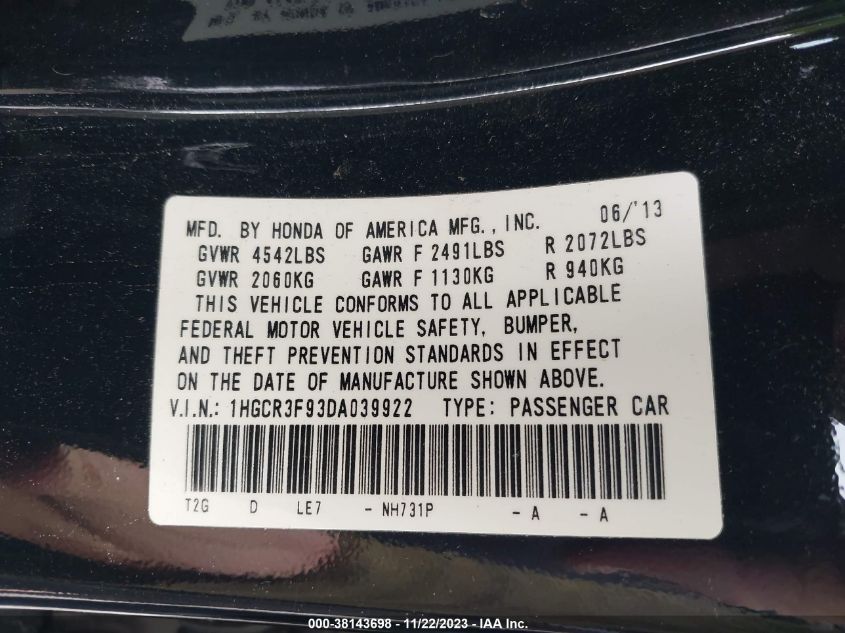 MFD. BY HONDA OF AMERICA MFG., INC. 06/'13
GVWR 4542LBS GAWR F 2491LBS R 2072LBS
GVWR 2060KG GAWR F 1130KG R 940KG
THIS VEHICLE CONFORMS TO ALL APPLICABLE
FEDERAL MOTOR VEHICLE SAFETY, BUMPER,
AND THEFT PREVENTION STANDARDS IN EFFECT
ON THE DATE OF MANUFACTURE SHOWN ABOVE.
V.I.N.: 1HGCR3F93DA039922 TYPE: PASSENGER CAR
T2G D LE7 - NH731P - A - A
000-38143698 - 11/22/2023 - IAA Inc.